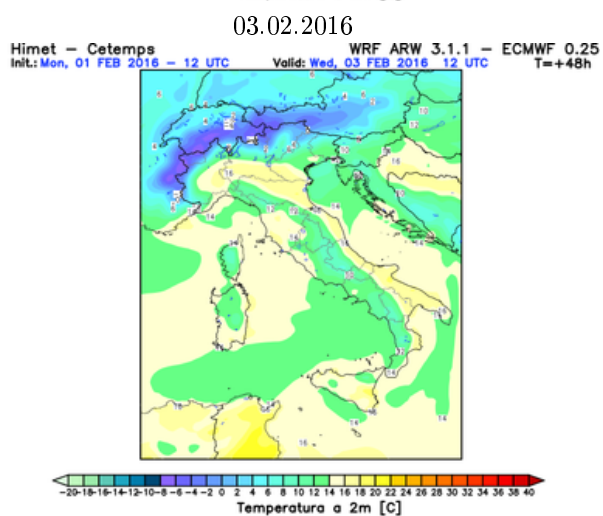 03.02.2016
Himet - Cetemps WRF ARW 3.1.1 - ECMWF 0.25
Init.: Mon, 01 FEB 2016 - 12 UTC Valid: Wed, 03 FEB 2016 12 UTC T=+48h
-20-18-16-14-12-10-8 -6 -4 -2 0 2 4 6 8 10 12 14 16 18 20 22 24 26 28 30 32 34 36 38 40
Temperatura a 2m [C]